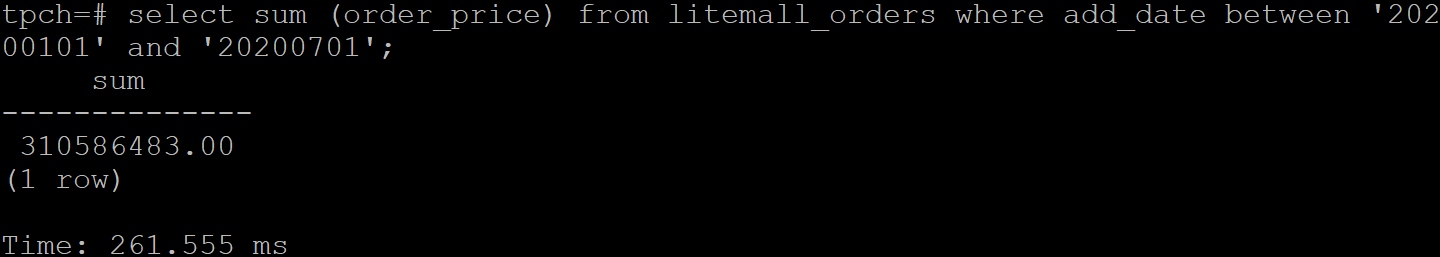 tpch=# select sum (order_price) from litemall_orders where add_date between '202
00101' and '20200701';
     sum
--------------
 310586483.00
(1 row)

Time: 261.555 ms